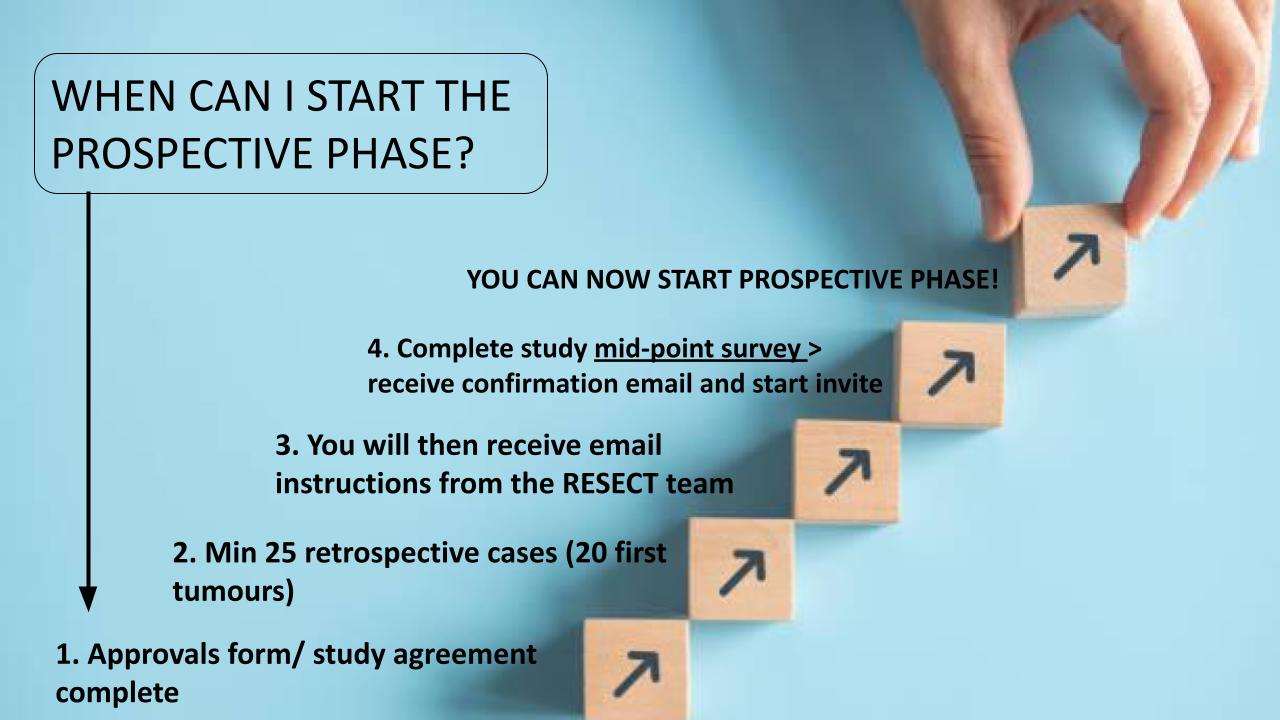 WHEN CAN I START THE
PROSPECTIVE PHASE?
YOU CAN NOW START PROSPECTIVE PHASE!
4. Complete study mid-point survey >
receive confirmation email and start invite
3. You will then receive email
instructions from the RESECT team
2. Min 25 retrospective cases (20 first
tumours)
1. Approvals form/ study agreement
complete